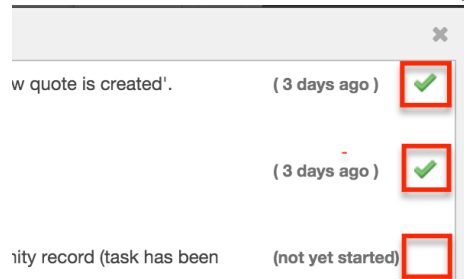 w quote is created'. ( 3 days ago )
( 3 days ago )
nity record (task has been (not yet started)